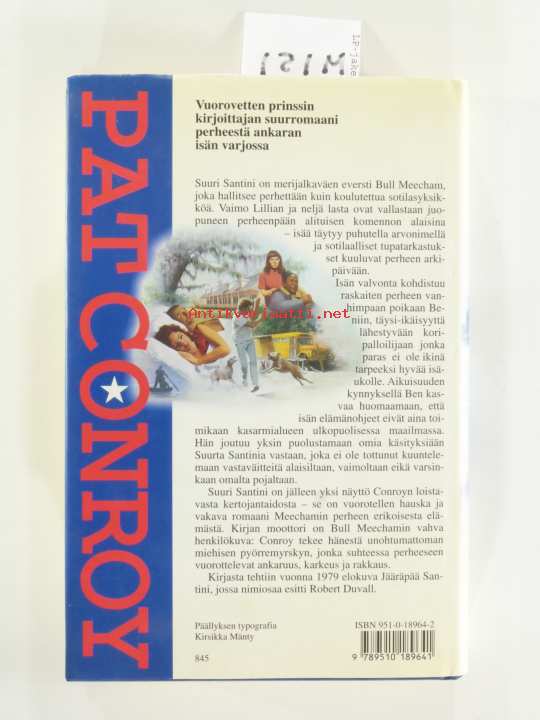 LP-jake
M151
PAT CONROY
Vuorovetten prinssin
kirjoittajan suurromaani
perheestä ankaran
isän varjossa
Suuri Santini on merijalkaväen eversti Bull Meecham,
joka hallitsee perhettään kuin koulutettua sotilasyksik-
köä. Vaimo Lillian ja neljä lasta ovat vallastaan juo-
puneen perheenpään alituisen komennon alaisina
– isää täytyy puhutella arvonimellä
ja sotilaalliset tupatarkastuk-
set kuuluvat perheen arki-
päivään.
Isän valvonta kohdistuu
raskaiten perheen van-
himpaan poikaan Be-
niin, täysi-ikäisyyttä
lähestyvään kori-
palloilijaan jonka
paras ei ole ikinä
tarpeeksi hyvää isä-
ukolle. Aikuisuuden
kynnyksellä Ben kas-
vaa huomaamaan, että
isän elämänohjeet eivät aina toi-
mikaan kasarmialueen ulkopuolisessa maailmassa.
Hän joutuu yksin puolustamaan omia käsityksiään
Suurta Santinia vastaan, joka ei ole tottunut kuuntele-
maan vastaväitteitä alaisiltaan, vaimoltaan eikä varsin-
kaan omalta pojaltaan.
Suuri Santini on jälleen yksi näyttö Conroyn loista-
vasta kertojantaidosta – se on vuorotellen hauska ja
vakava romaani Meechamin perheen erikoisesta elä-
mästä. Kirjan moottori on Bull Meechamin vahva
henkilökuva: Conroy tekee hänestä unohtumattoman
miehisen pyörremyrskyn, jonka suhteessa perheeseen
vuorottelevat ankaruus, karkeus ja rakkaus.
Kirjasta tehtiin vuonna 1979 elokuva Jääräpää San-
tini, jossa nimiosaa esitti Robert Duvall.
Päällyksen typografia
Kirsikka Mänty
845
ISBN 951-0-18964-2
9 789510 189641
Antikvariaatti.net